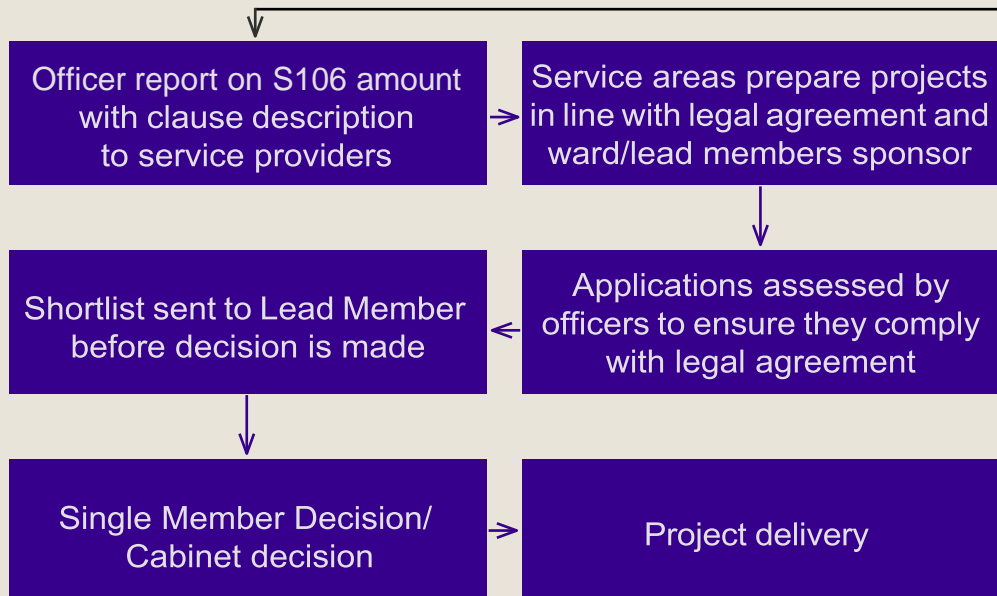 Officer report on S106 amount
with clause description
to service providers
Service areas prepare projects
in line with legal agreement and
ward/lead members sponsor
Applications assessed by
officers to ensure they comply
with legal agreement
Shortlist sent to Lead Member
before decision is made
Single Member Decision/
Cabinet decision
Project delivery